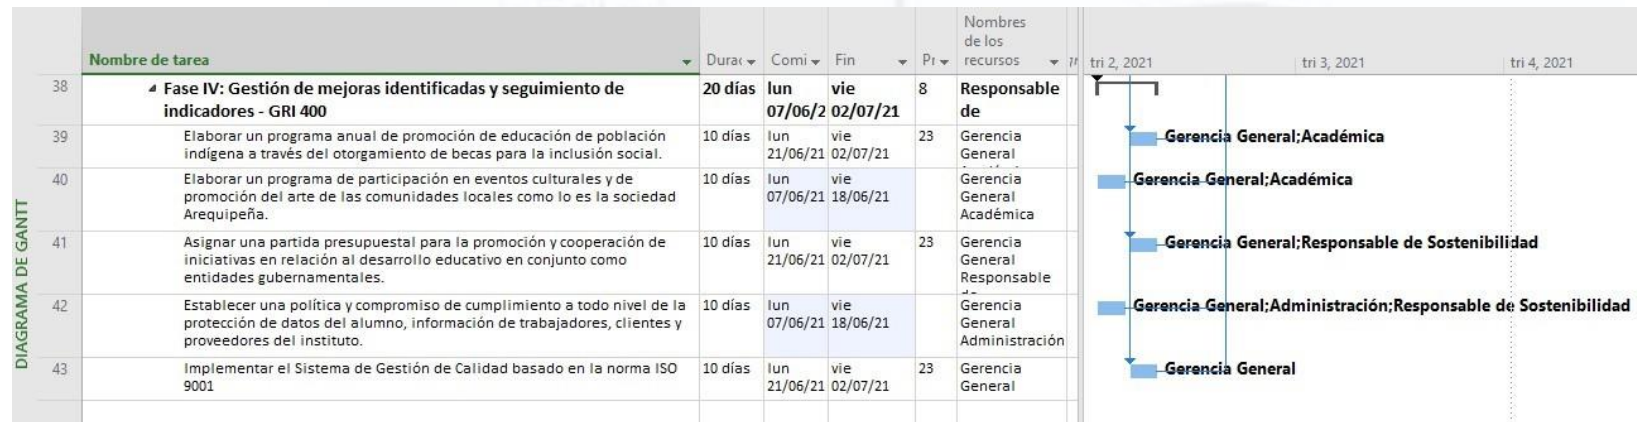 Nombres
de los
Nombre de tarea Durac Comi Fin Pr recursos tri 2, 2021 tri 3, 2021 tri 4, 2021
DIAGRAMA DE GANTT
38 Fase IV: Gestión de mejoras identificadas y seguimiento de 20 días lun vie 8 Responsable
indicadores - GRI 400 07/06/2 02/07/21 de
39 Elaborar un programa anual de promoción de educación de población 10 días lun vie 23 Gerencia Gerencia General;Académica
indígena a través del otorgamiento de becas para la inclusión social. 21/06/21 02/07/21 General
40 Elaborar un programa de participación en eventos culturales y de 10 días lun vie Gerencia Gerencia General;Académica
promoción del arte de las comunidades locales como lo es la sociedad 07/06/21 18/06/21 General
Arequipeña. Académica
41 Asignar una partida presupuestal para la promoción y cooperación de 10 días lun vie 23 Gerencia Gerencia General;Responsable de Sostenibilidad
iniciativas en relación al desarrollo educativo en conjunto como 21/06/21 02/07/21 General
entidades gubernamentales. Responsable
42 Establecer una política y compromiso de cumplimiento a todo nivel de la 10 días lun vie Gerencia Gerencia General;Administración;Responsable de Sostenibilidad
protección de datos del alumno, información de trabajadores, clientes y 07/06/21 18/06/21 General
proveedores del instituto. Administración
43 Implementar el Sistema de Gestión de Calidad basado en la norma ISO 10 días lun vie 23 Gerencia Gerencia General
9001 21/06/21 02/07/21 General